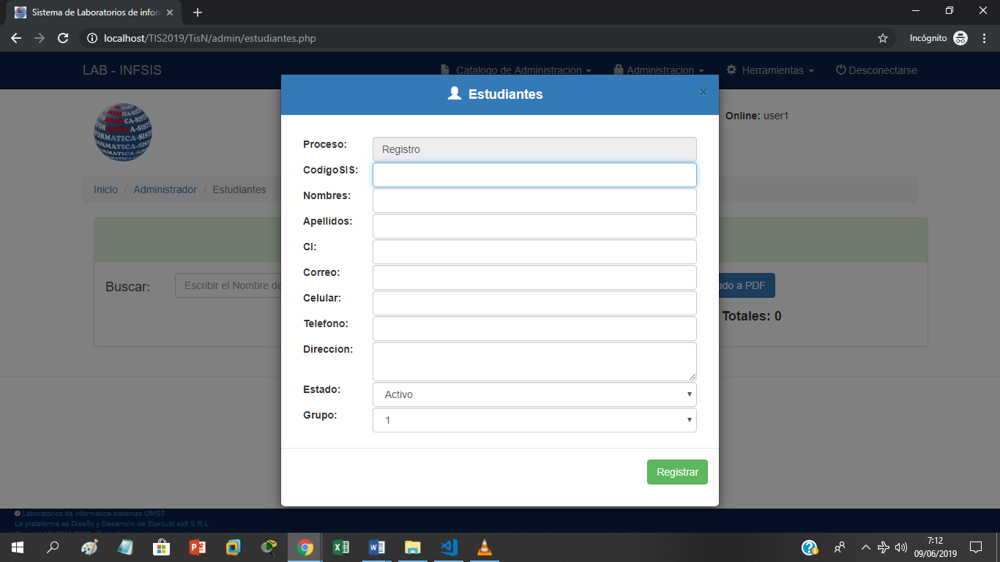 Sistema de Laboratorios de infor
localhost/TIS2019/TisN/admin/estudiantes.php
Incógnito
LAB - INFSIS
Catalogo de Administracion
Administracion
Herramientas
Desconectarse
Estudiantes
×
Online: user1
Inicio / Administrador / Estudiantes
Buscar:
Escribir el Nombre de
ado a PDF
Totales: 0
Proceso:
Registro
CodigoSIS:
Nombres:
Apellidos:
CI:
Correo:
Celular:
Telefono:
Direccion:
Estado:
Activo
Grupo:
1
Registrar
© Laboratorios de informatica-sistemas UMSS
La plataforma es Diseño y Desarrollo de Stardust soft S.R.L
7:12
09/06/2019